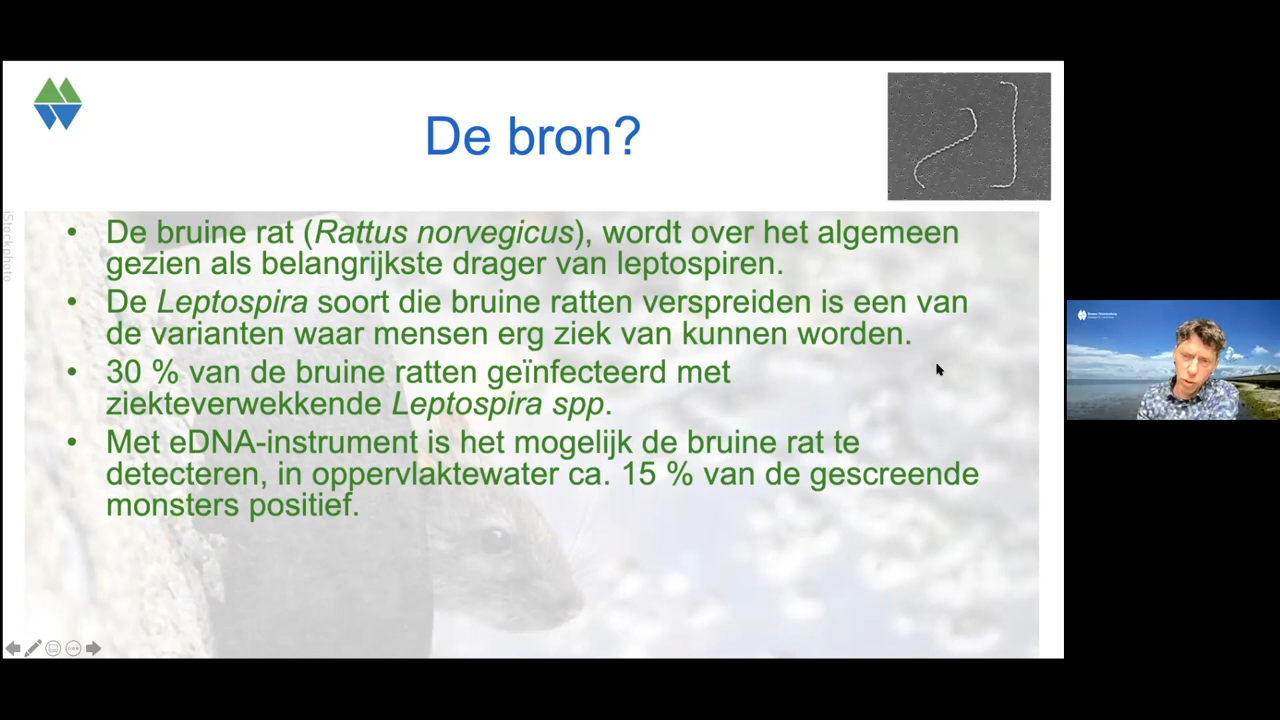 De bron?
iStockphoto
• De bruine rat (Rattus norvegicus), wordt over het algemeen
gezien als belangrijkste drager van leptospiren.
• De Leptospira soort die bruine ratten verspreiden is een van
de varianten waar mensen erg ziek van kunnen worden.
• 30 % van de bruine ratten geïnfecteerd met
ziekteverwekkende Leptospira spp.
• Met eDNA-instrument is het mogelijk de bruine rat te
detecteren, in oppervlaktewater ca. 15 % van de gescreende
monsters positief.